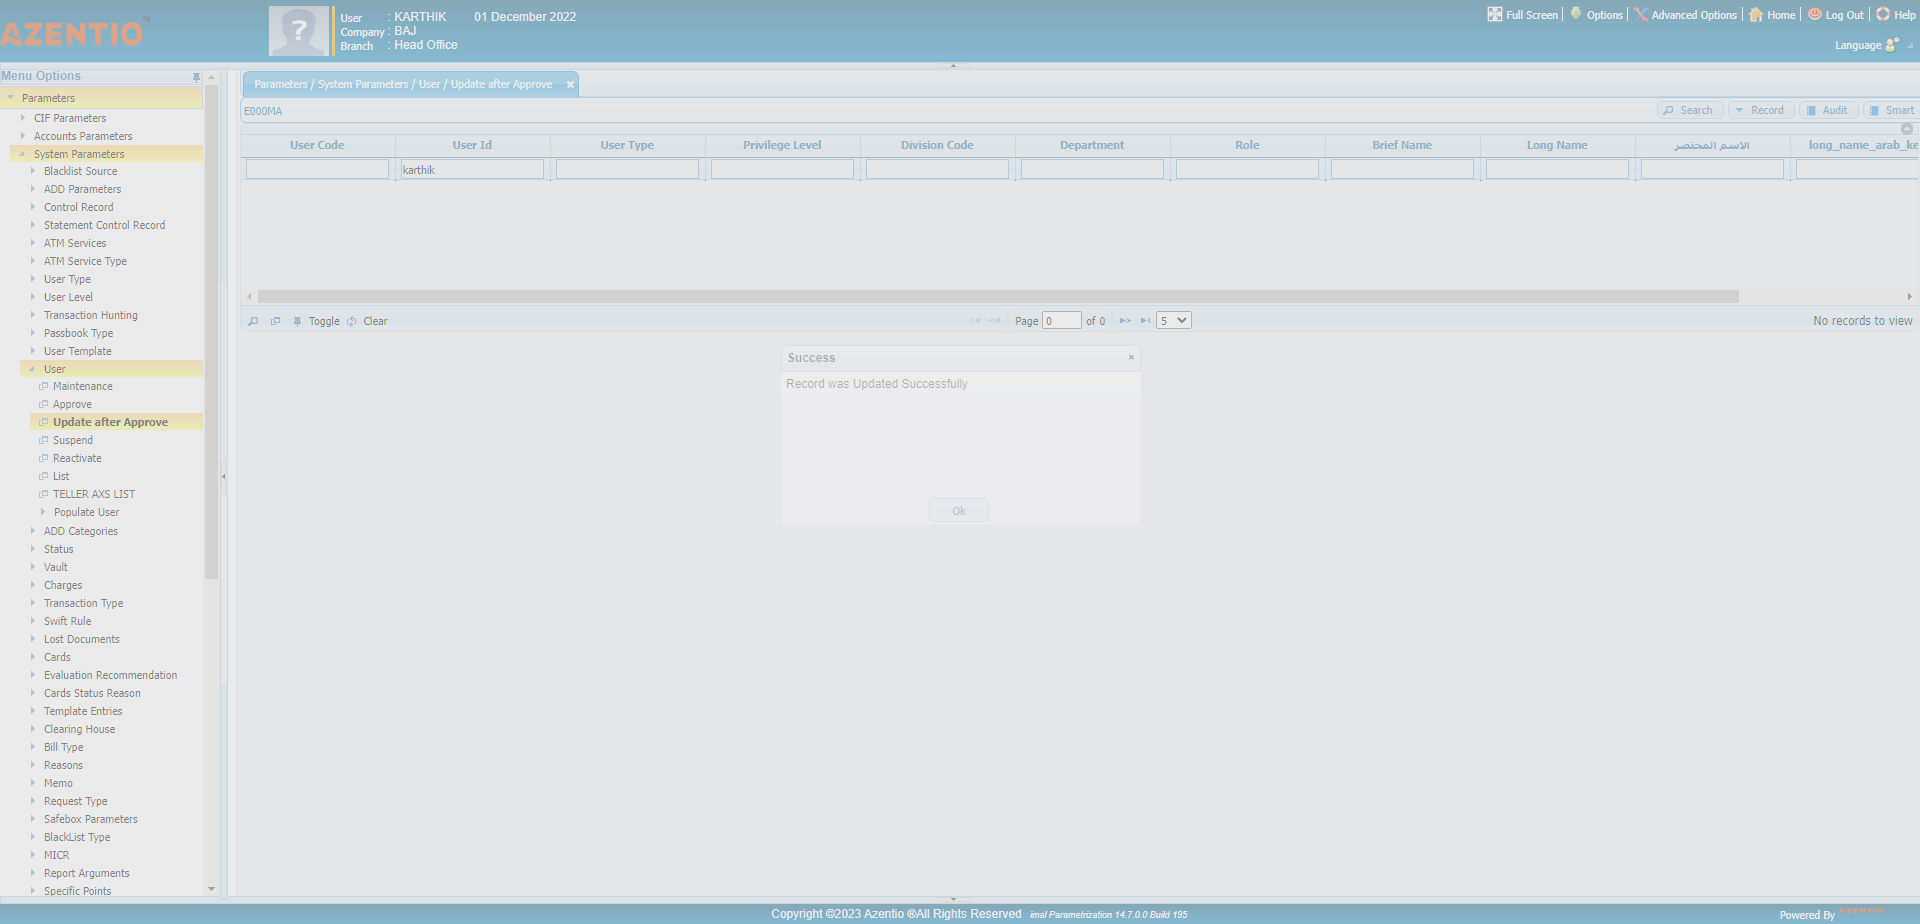 AZENTIO™
User : KARTHIK 01 December 2022
Company : BAJ
Branch : Head Office
Full Screen Options Advanced Options Home Log Out Help
Language
Menu Options
Parameters
CIF Parameters
Accounts Parameters
System Parameters
Blacklist Source
ADD Parameters
Control Record
Statement Control Record
ATM Services
ATM Service Type
User Type
User Level
Transaction Hunting
Passbook Type
User Template
User
Maintenance
Approve
Update after Approve
Suspend
Reactivate
List
TELLER AXS LIST
Populate User
ADD Categories
Status
Vault
Charges
Transaction Type
Swift Rule
Lost Documents
Cards
Evaluation Recommendation
Cards Status Reason
Template Entries
Clearing House
Bill Type
Reasons
Memo
Request Type
Safebox Parameters
BlackList Type
MICR
Report Arguments
Specific Points
Parameters / System Parameters / User / Update after Approve
E000MA
Search Record Audit Smart
User Code User Id User Type Privilege Level Division Code Department Role Brief Name Long Name الاسم المختصر long_name_arab_ke
karthik
Toggle Clear Page 0 of 0 5 No records to view
Success
Record was Updated Successfully
Ok
Copyright ©2023 Azentio ®All Rights Reserved imal Parametrization 14.7.0.0 Build 195
Powered By AZENTIO